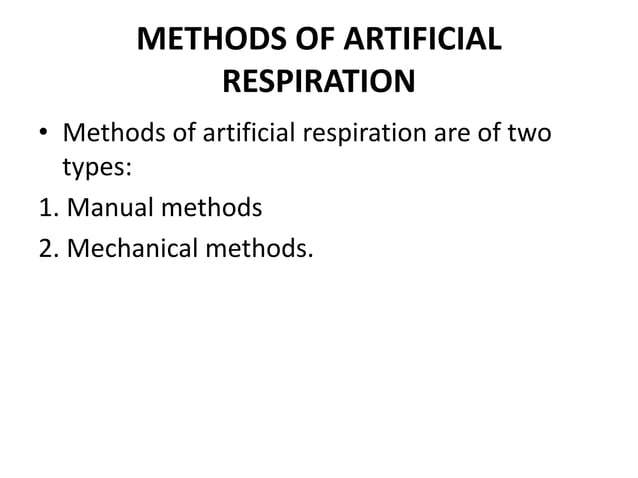 METHODS OF ARTIFICIAL
RESPIRATION
• Methods of artificial respiration are of two
types:
1. Manual methods
2. Mechanical methods.